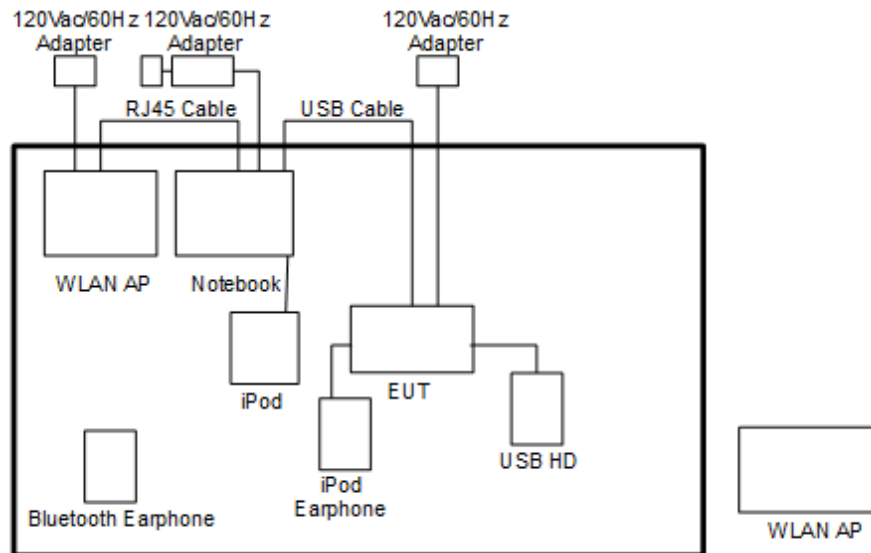 120Vac/60Hz 120Vac/60Hz 120Vac/60Hz
Adapter Adapter Adapter
RJ45 Cable USB Cable
WLAN AP Notebook
iPod EUT
USB HD
iPod
Earphone
Bluetooth Earphone
WLAN AP